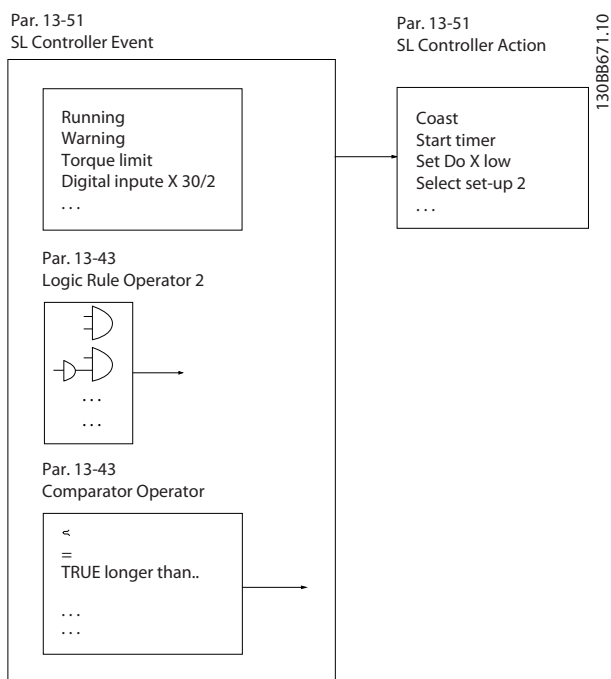 Par. 13-51
SL Controller Event
Par. 13-51
SL Controller Action
130BB671.10
Running
Warning
Torque limit
Digital inpute X 30/2
. . .
Coast
Start timer
Set Do X low
Select set-up 2
. . .
Par. 13-43
Logic Rule Operator 2
. . .
. . .
Par. 13-43
Comparator Operator
=
TRUE longer than..
. . .
. . .